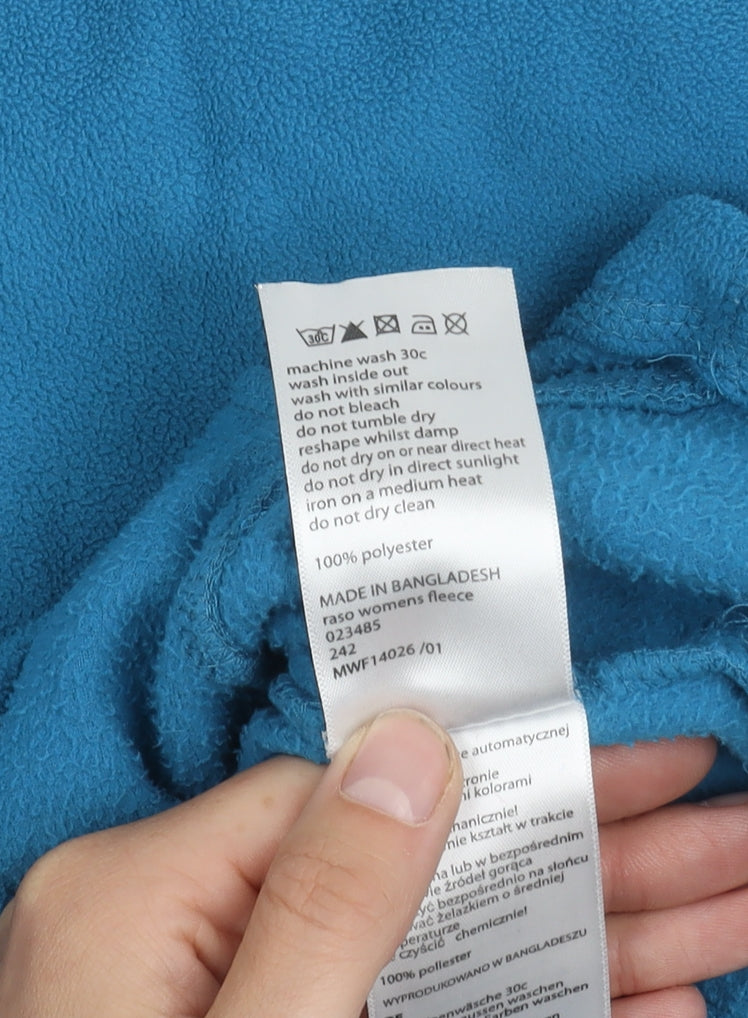 30C
machine wash 30c
wash inside out
wash with similar colours
do not bleach
do not tumble dry
reshape whilst damp
do not dry on or near direct heat
do not dry in direct sunlight
iron on a medium heat
do not dry clean
100% polyester
MADE IN BANGLADESH
raso womens fleece
023485
242
MWF14026 /01
automatycznej
kolorami
kształt w trakcie
lub w bezpośrednim
źródeł gorąca
bezpośrednio na słońcu
żelazkiem o średniej
czyścić chemicznie!
100% poliester
WYPRODUKOWANO W BANGLADESZU
30c
waschen
Farben waschen